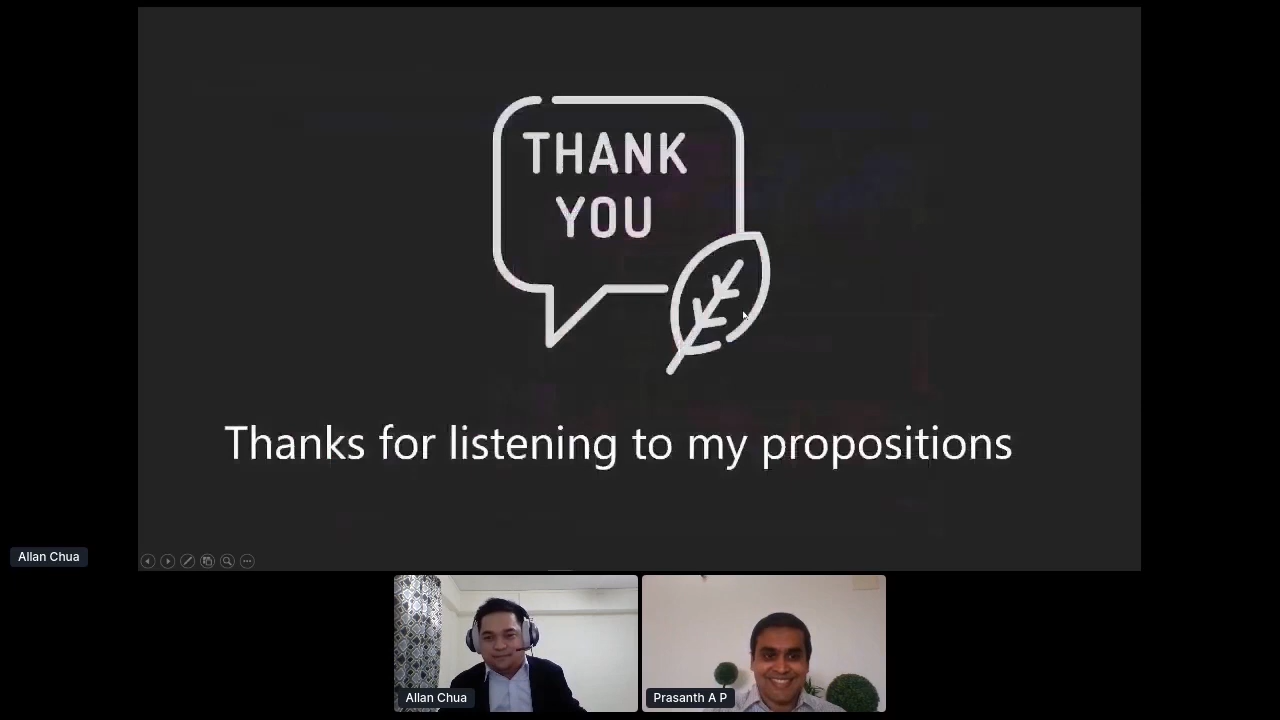 THANK
YOU
Thanks for listening to my propositions
Allan Chua
Allan Chua
Prasanth A P